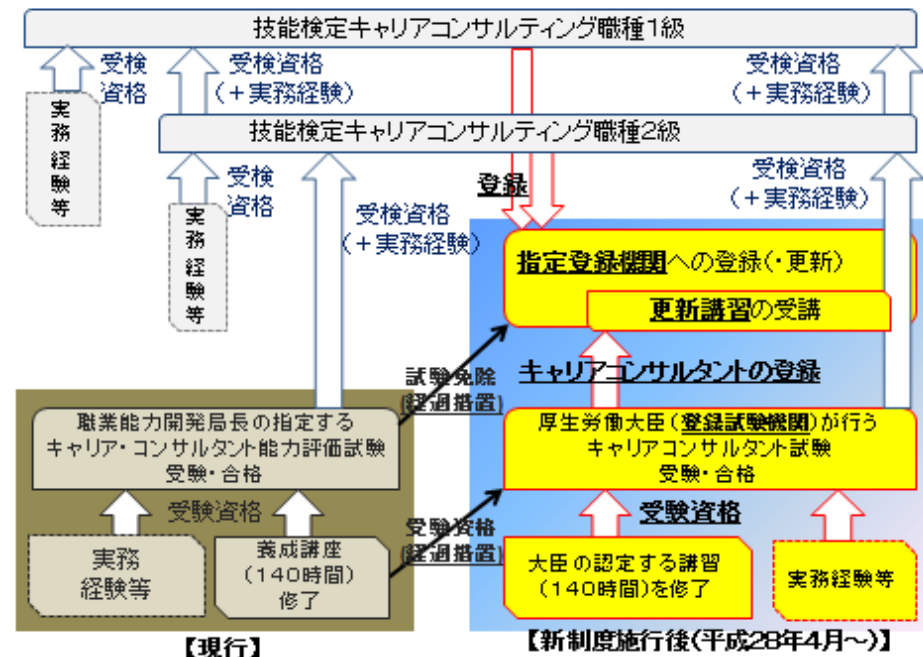 技能検定キャリアコンサルティング職種1級
受検
資格
受検資格
(+実務経験)
受検資格
(+実務経験)
実務経験等
技能検定キャリアコンサルティング職種2級
受検
資格
登録
受検資格
(+実務経験)
受検資格
(+実務経験)
実務経験等
指定登録機関への登録(・更新)
更新講習の受講
試験免除
(経過措置)
キャリアコンサルタントの登録
職業能力開発局長の指定する
キャリア・コンサルタント能力評価試験
受験・合格
厚生労働大臣(登録試験機関)が行う
キャリアコンサルタント試験
受験・合格
受験資格
受験資格
(経過措置)
受験資格
実務
経験等
養成講座
(140時間)
修了
大臣の認定する講習
(140時間)を修了
実務経験等
【現行】
【新制度施行後(平成28年4月~)】